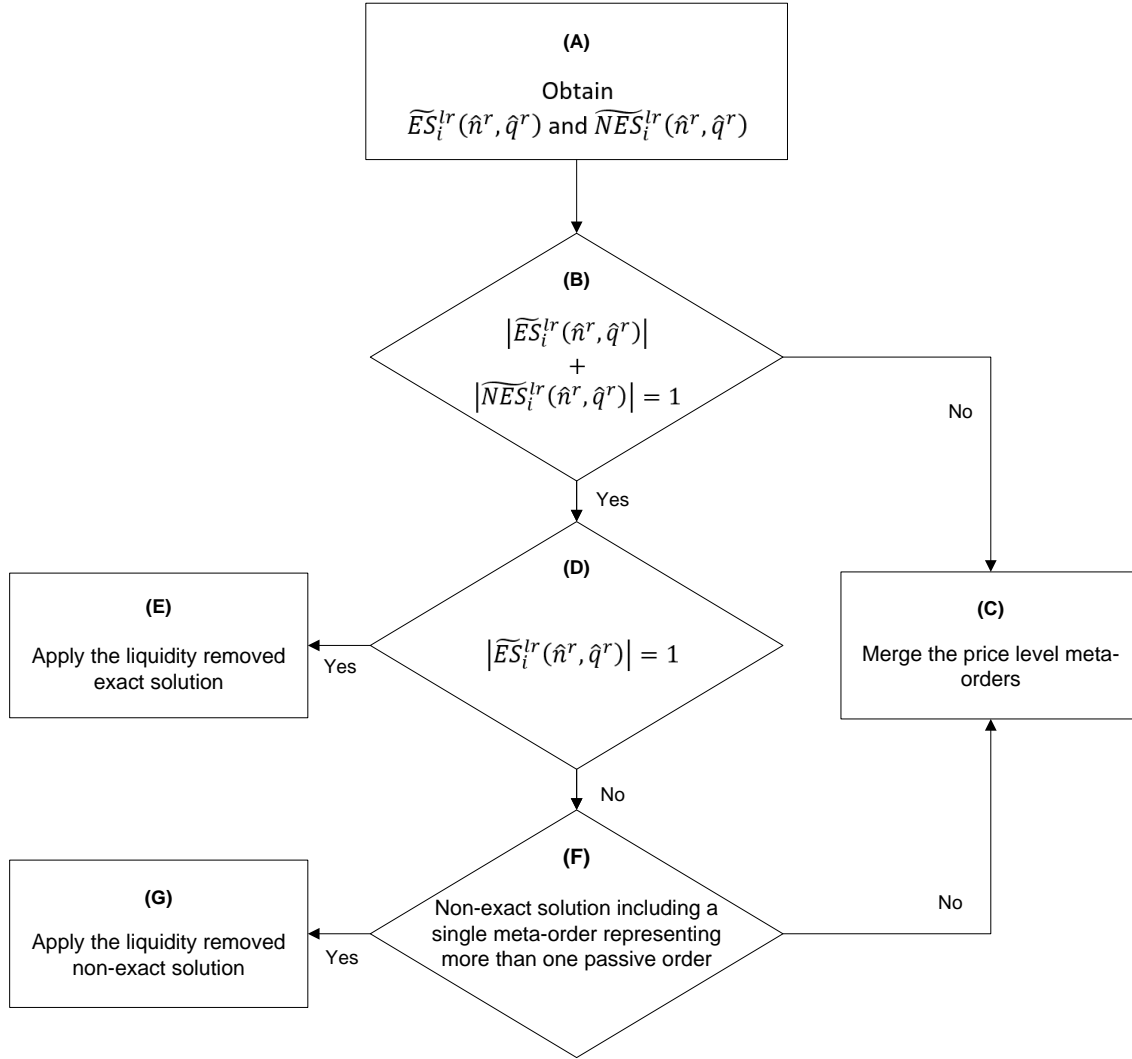 (A)
Obtain
$\widetilde{ES}_i^{lr}(\hat{n}^r, \hat{q}^r)$ and $\widetilde{NES}_i^{lr}(\hat{n}^r, \hat{q}^r)$
(B)
$|\widetilde{ES}_i^{lr}(\hat{n}^r, \hat{q}^r)|$
+
$|\widetilde{NES}_i^{lr}(\hat{n}^r, \hat{q}^r)| = 1$
No
Yes
(D)
$|\widetilde{ES}_i^{lr}(\hat{n}^r, \hat{q}^r)| = 1$
(E)
Apply the liquidity removed
exact solution
Yes
(C)
Merge the price level meta-
orders
No
(F)
Non-exact solution including a
single meta-order representing
more than one passive order
(G)
Apply the liquidity removed
non-exact solution
Yes
No